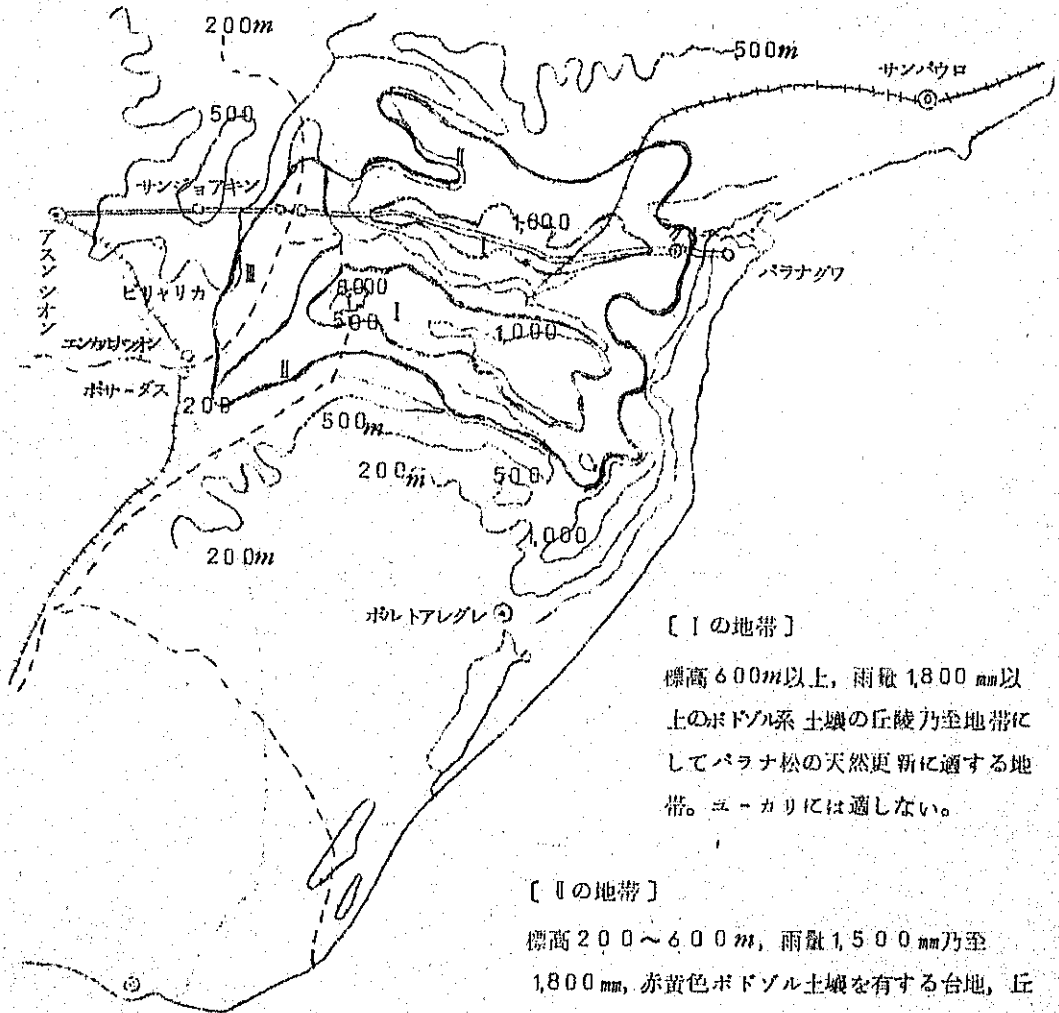 200m
500m
サンパウロ
500
サンジョアキン
Ⅱ
1,000
Ⅰ
アスンシオン
パラナグワ
Ⅲ
ビリャリカ
500
Ⅰ
1,000
エンカルナシオン
Ⅱ
ポサーダス
200
500m
200m
500
200m
1,000
ポルトアレグレ
〔Ⅰの地帯〕
標高600m以上,雨量1,800mm以
上のポドゾル系土壌の丘陵乃至地帯に
してパラナ松の天然更新に適する地
帯。ユーカリには適しない。
〔Ⅱの地帯〕
標高200～600m,雨量1,500mm乃至
1,800mm,赤黄色ポドゾル土壌を有する台地,丘